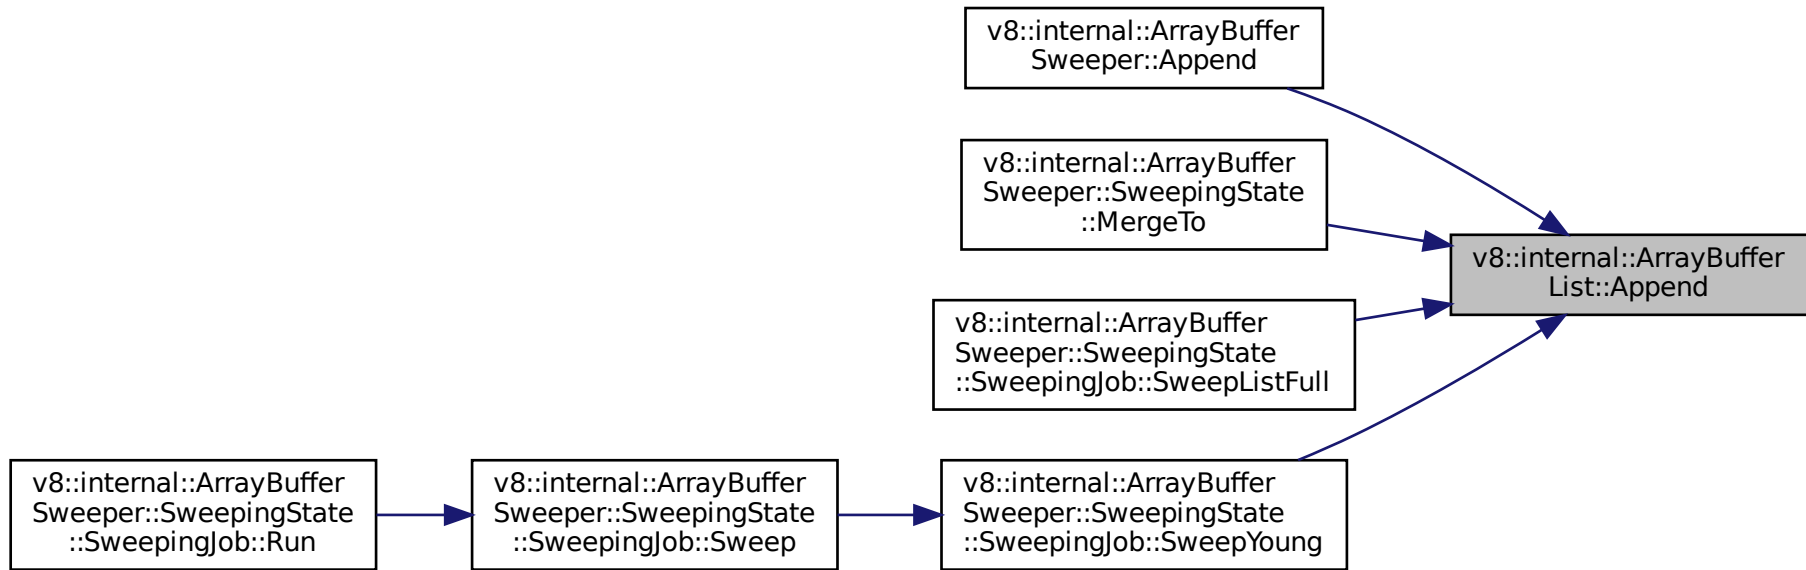 v8::internal::ArrayBuffer
Sweeper::Append
v8::internal::ArrayBuffer
Sweeper::SweepingState
::MergeTo
v8::internal::ArrayBuffer
List::Append
v8::internal::ArrayBuffer
Sweeper::SweepingState
::SweepingJob::SweepListFull
v8::internal::ArrayBuffer
Sweeper::SweepingState
::SweepingJob::Run
v8::internal::ArrayBuffer
Sweeper::SweepingState
::SweepingJob::Sweep
v8::internal::ArrayBuffer
Sweeper::SweepingState
::SweepingJob::SweepYoung